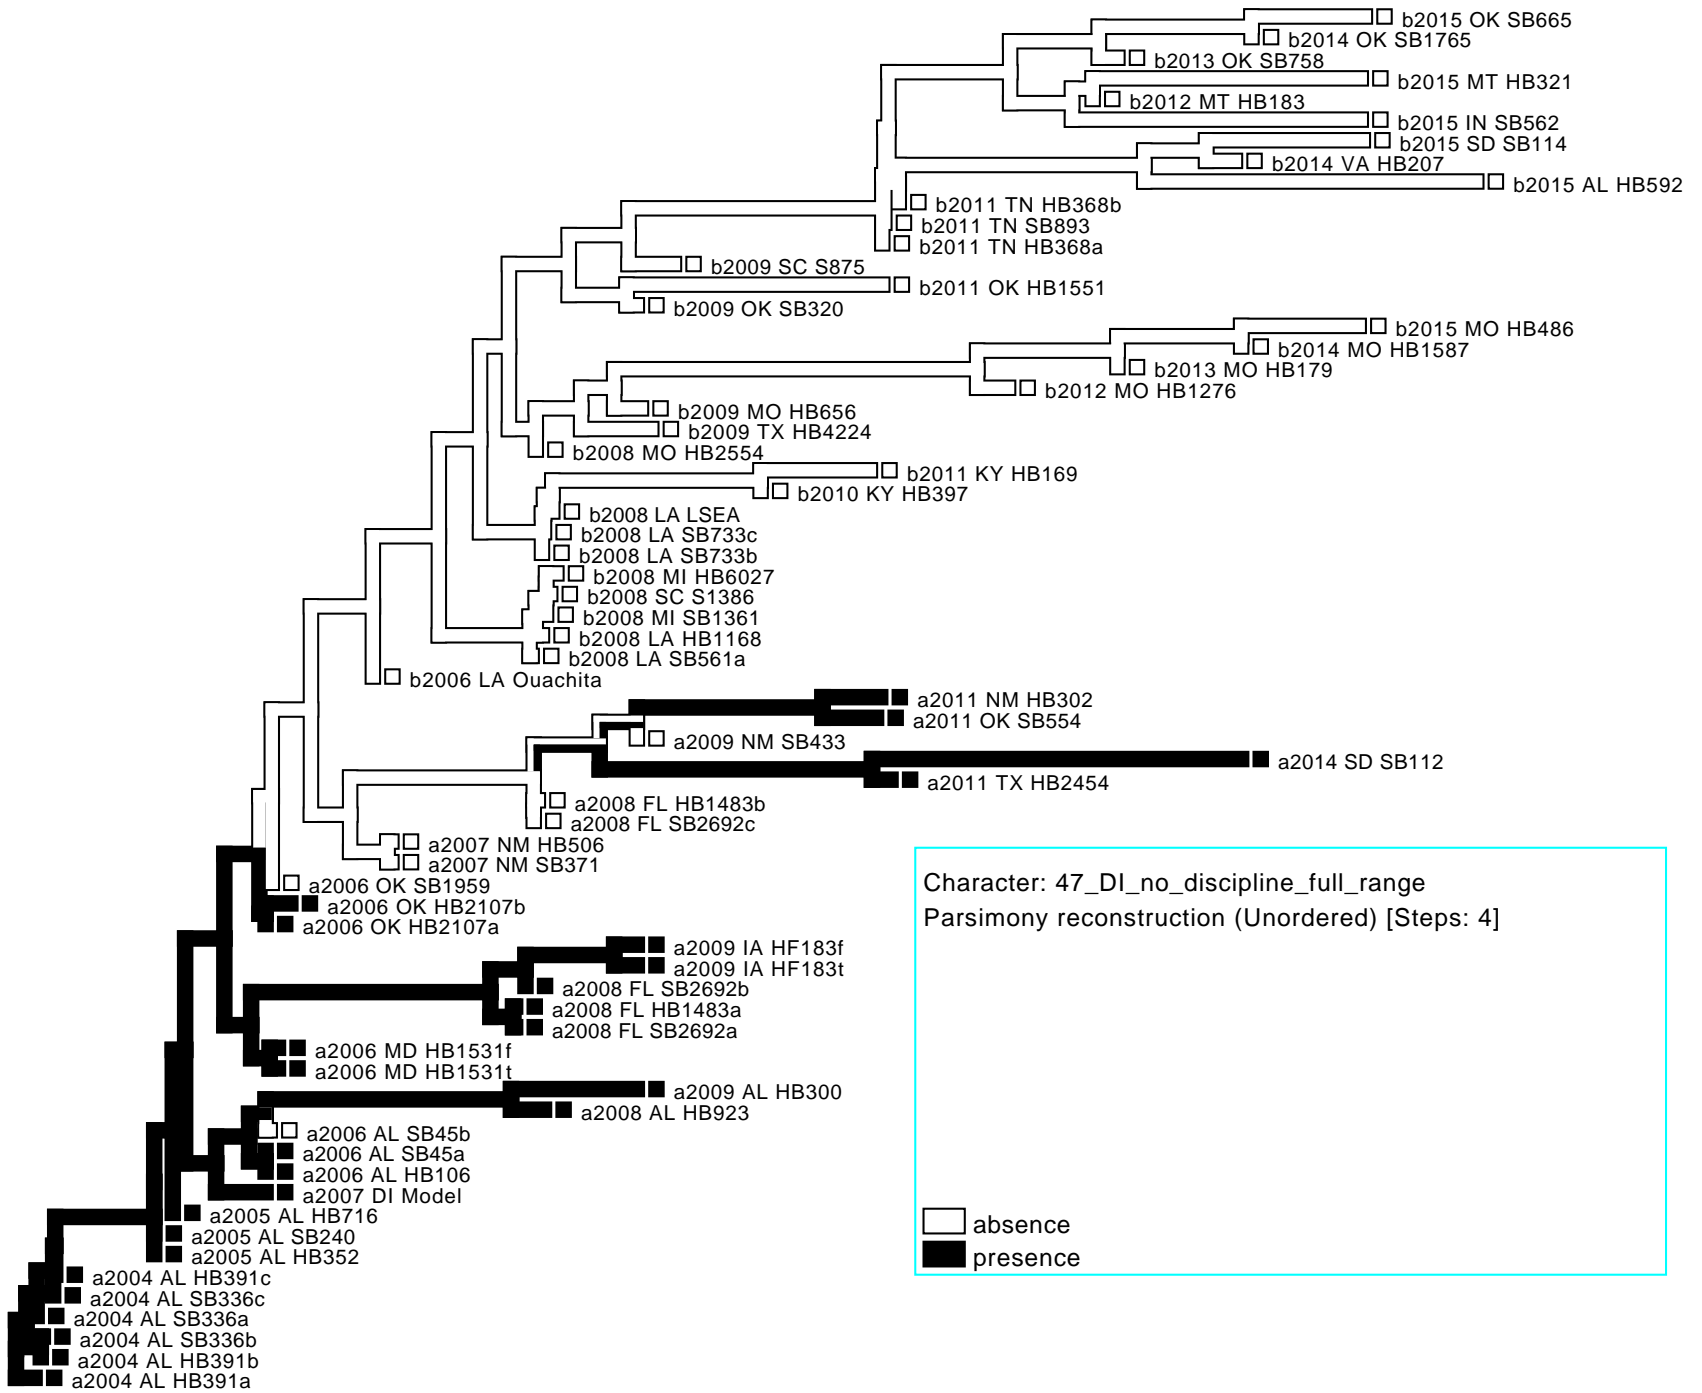 b2015 OK SB665
b2014 OK SB1765
b2013 OK SB758
b2015 MT HB321
b2012 MT HB183
b2015 IN SB562
b2015 SD SB114
b2014 VA HB207
b2015 AL HB592
b2011 TN HB368b
b2011 TN SB893
b2011 TN HB368a
b2009 SC S875
b2011 OK HB1551
b2009 OK SB320
b2015 MO HB486
b2014 MO HB1587
b2013 MO HB179
b2012 MO HB1276
b2009 MO HB656
b2009 TX HB4224
b2008 MO HB2554
b2011 KY HB169
b2010 KY HB397
b2008 LA LSEA
b2008 LA SB733c
b2008 LA SB733b
b2008 MI HB6027
b2008 SC S1386
b2008 MI SB1361
b2008 LA HB1168
b2008 LA SB561a
b2006 LA Ouachita
a2011 NM HB302
a2011 OK SB554
a2009 NM SB433
a2014 SD SB112
a2011 TX HB2454
a2008 FL HB1483b
a2008 FL SB2692c
a2007 NM HB506
a2007 NM SB371
a2006 OK SB1959
a2006 OK HB2107b
a2006 OK HB2107a
a2009 IA HF183f
a2009 IA HF183t
a2008 FL SB2692b
a2008 FL HB1483a
a2008 FL SB2692a
a2006 MD HB1531f
a2006 MD HB1531t
a2009 AL HB300
a2008 AL HB923
a2006 AL SB45b
a2006 AL SB45a
a2006 AL HB106
a2007 DI Model
a2005 AL HB716
a2005 AL SB240
a2005 AL HB352
a2004 AL HB391c
a2004 AL SB336c
a2004 AL SB336a
a2004 AL SB336b
a2004 AL HB391b
a2004 AL HB391a
Character: 47_DI_no_discipline_full_range
Parsimony reconstruction (Unordered) [Steps: 4]
absence
presence